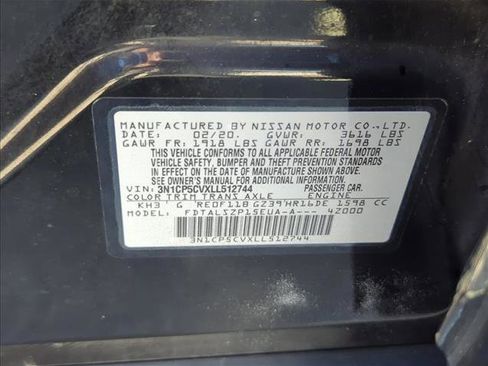 MANUFACTURED BY NISSAN MOTOR CO.,LTD.
DATE: 02/20. GVWR: 3616 LBS
GAWR FR: 1918 LBS GAWR RR: 1698 LBS
THIS VEHICLE CONFORMS TO ALL APPLICABLE FEDERAL MOTOR
VEHICLE SAFETY, BUMPER AND THEFT PREVENTION STANDARDS
IN EFFECT ON THE DATE OF MANUFACTURE SHOWN ABOVE.
SEE OWNER'S MANUAL FOR ADDITIONAL INFORMATION.
VIN: 3N1CP5CVXLL512744 PASSENGER CAR.
COLOR TRIM TRANS AXLE ENGINE
KH3 G RE0F11B GZ39 HR16DE 1598 CC
MODEL FDTALSZP15EUA-A--- 42000
3N1CP5CVXLL512744